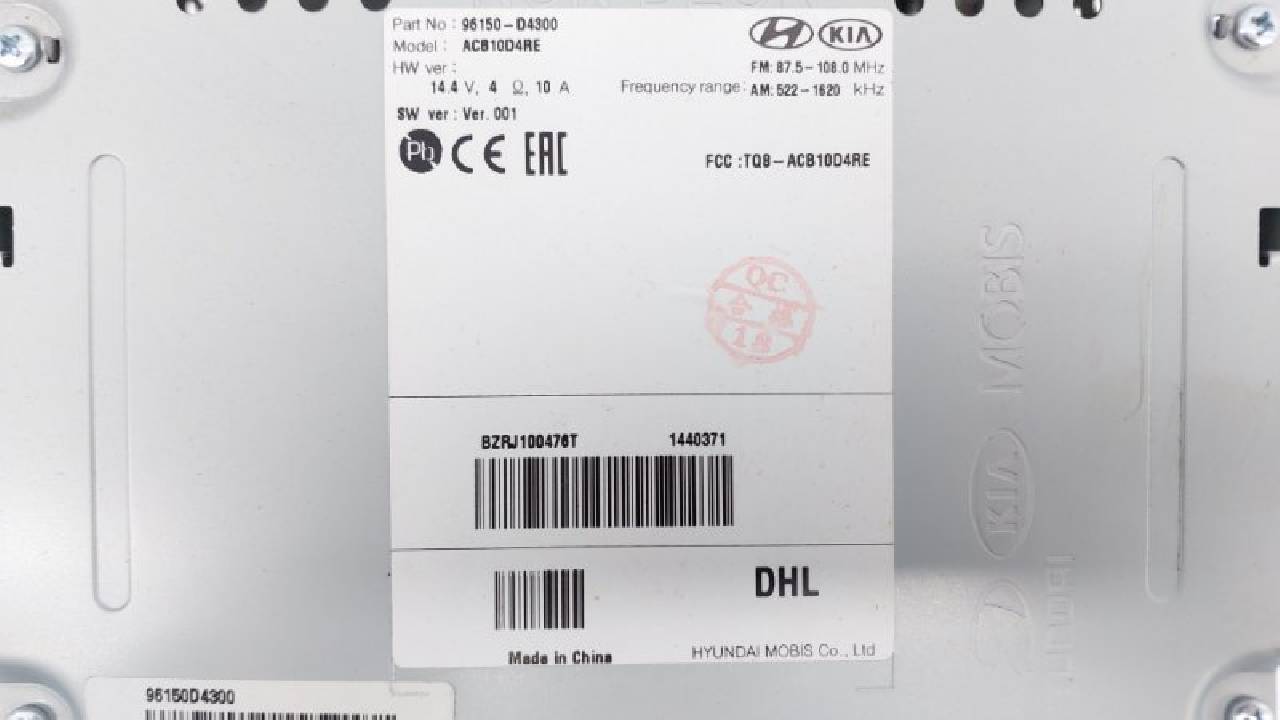 Part No : 96150-D4300
HYUNDAI KIA
Model : ACB10D4RE
HW ver :
FM: 87.5-108.0 MHz
14.4 V, 4 Ω, 10 A
Frequency range: AM: 522-1620 kHz
SW ver : Ver. 001
Pb CE EAC
FCC :TQ8-ACB10D4RE
QC
18
MOBIS
KIA
HYUNDAI
BZRJ100476T 1440371
DHL
Made in China
HYUNDAI MOBIS Co., Ltd
96150D4300